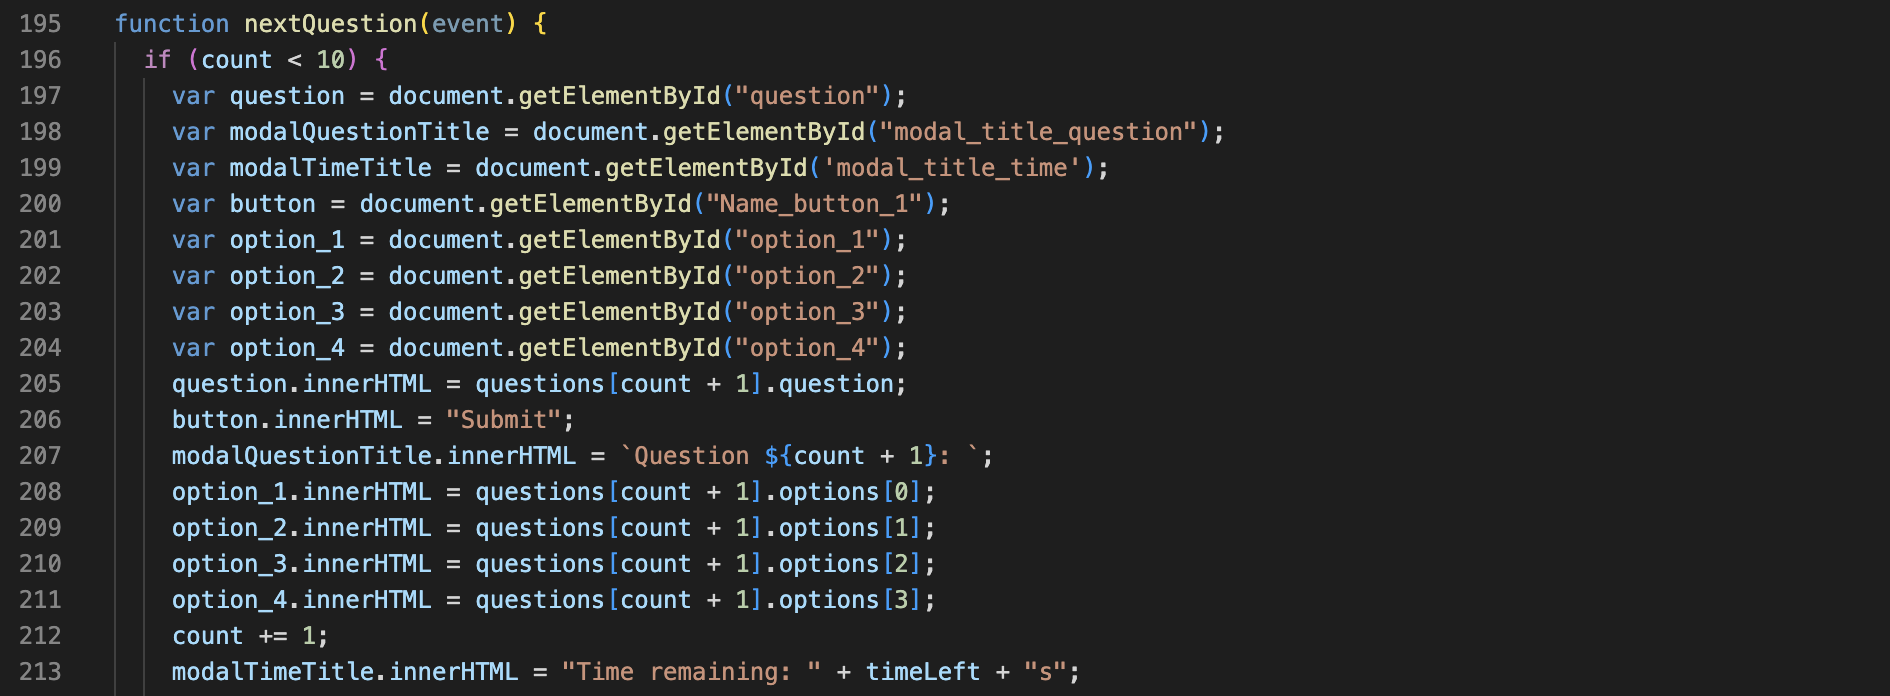 195 function nextQuestion(event) {
196 if (count < 10) {
197 var question = document.getElementById("question");
198 var modalQuestionTitle = document.getElementById("modal_title_question");
199 var modalTimeTitle = document.getElementById('modal_title_time');
200 var button = document.getElementById("Name_button_1");
201 var option_1 = document.getElementById("option_1");
202 var option_2 = document.getElementById("option_2");
203 var option_3 = document.getElementById("option_3");
204 var option_4 = document.getElementById("option_4");
205 question.innerHTML = questions[count + 1].question;
206 button.innerHTML = "Submit";
207 modalQuestionTitle.innerHTML = `Question ${count + 1}: `;
208 option_1.innerHTML = questions[count + 1].options[0];
209 option_2.innerHTML = questions[count + 1].options[1];
210 option_3.innerHTML = questions[count + 1].options[2];
211 option_4.innerHTML = questions[count + 1].options[3];
212 count += 1;
213 modalTimeTitle.innerHTML = "Time remaining: " + timeLeft + "s";